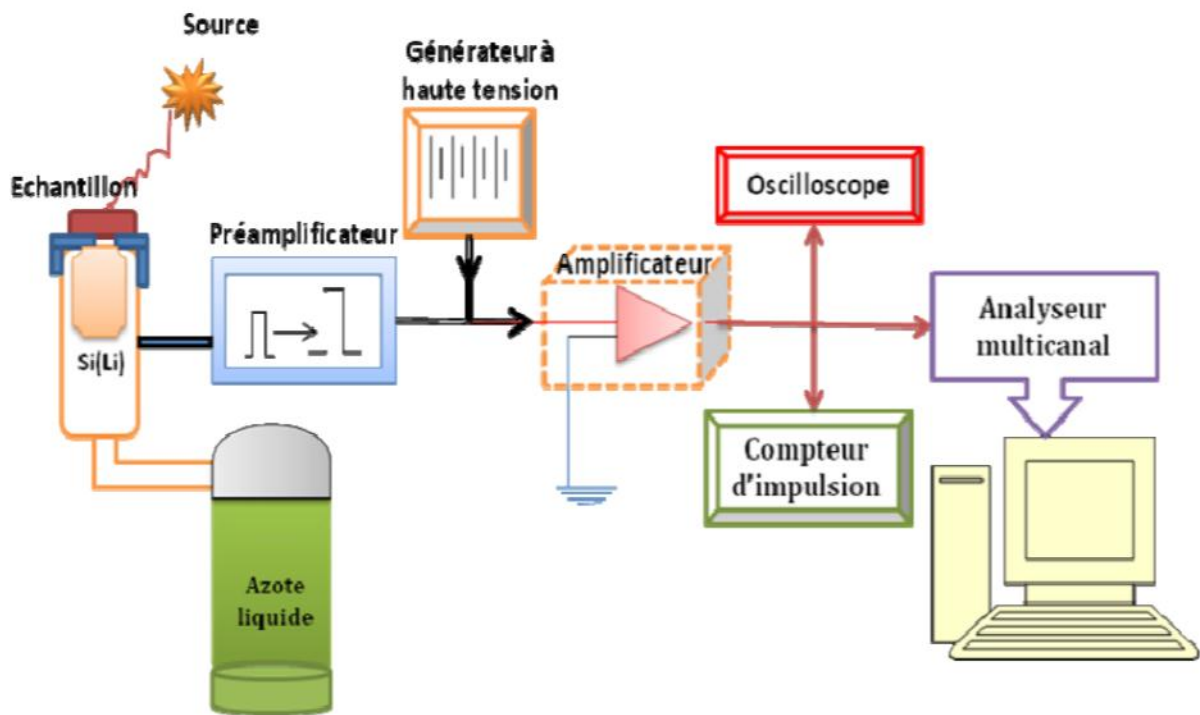 Source
Générateur à
haute tension
Echantillon
Préamplificateur
Oscilloscope
Amplificateur
Analyseur
multicanal
Si(Li)
Compteur
d'impulsion
Azote
liquide